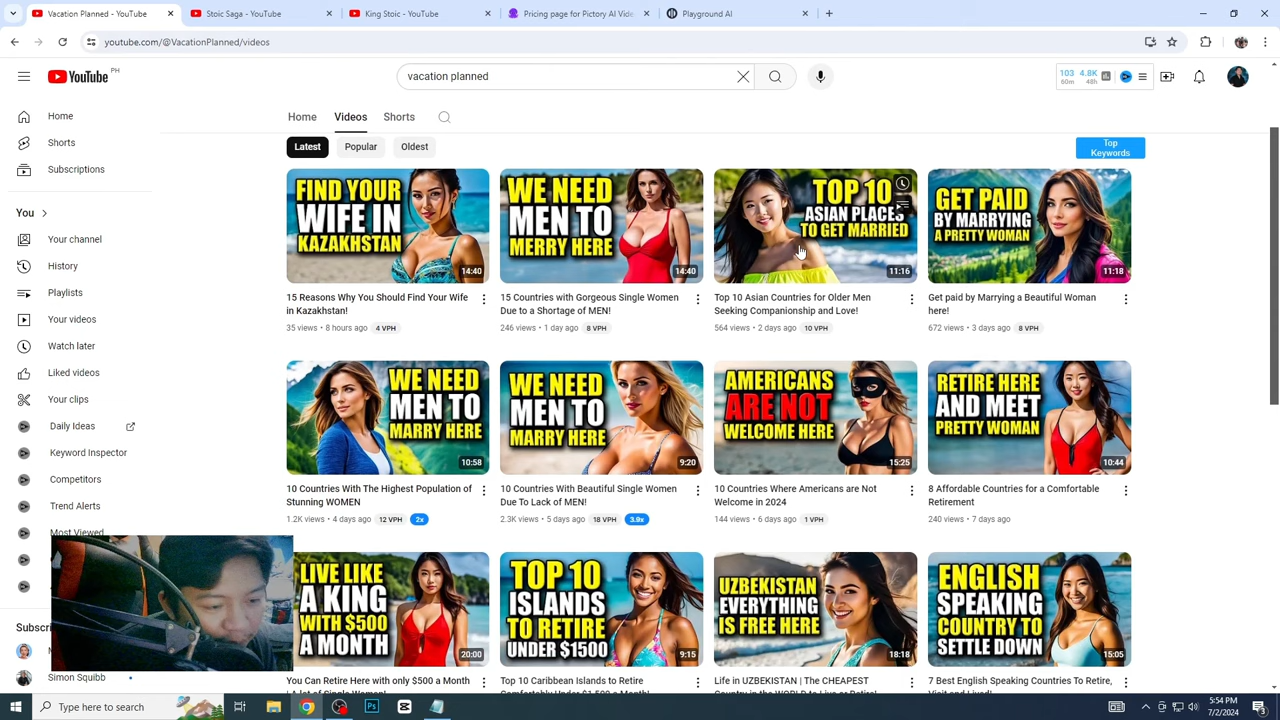 Vacation Planned - YouTube
Stoic Saga - YouTube
King Stoic - YouTube
Pricing page for Pictory AI Vide
Playground AI
youtube.com/@VacationPlanned/videos
YouTube PH
vacation planned
103 4.8K
60m 48h
Home
Shorts
Subscriptions
You
Your channel
History
Playlists
Your videos
Watch later
Liked videos
Your clips
Daily Ideas
Keyword Inspector
Competitors
Trend Alerts
Most Viewed
Simon Squibb
Home Videos Shorts
Latest Popular Oldest
Top
Keywords
FIND YOUR
WIFE IN
KAZAKHSTAN
14:40
15 Reasons Why You Should Find Your Wife
in Kazakhstan!
35 views • 8 hours ago 4 VPH
WE NEED
MEN TO
MERRY HERE
14:40
15 Countries with Gorgeous Single Women
Due to a Shortage of MEN!
246 views • 1 day ago 8 VPH
TOP 10
ASIAN PLACES
TO GET MARRIED
11:16
Top 10 Asian Countries for Older Men
Seeking Companionship and Love!
564 views • 2 days ago 10 VPH
GET PAID
BY MARRYING
A PRETTY WOMAN
11:18
Get paid by Marrying a Beautiful Woman
here!
672 views • 3 days ago 8 VPH
WE NEED
MEN TO
MARRY HERE
10:58
10 Countries With The Highest Population of
Stunning WOMEN
1.2K views • 4 days ago 12 VPH 2x
WE NEED
MEN TO
MARRY HERE
9:20
10 Countries With Beautiful Single Women
Due To Lack of MEN!
2.3K views • 5 days ago 18 VPH 3.9x
AMERICANS
ARE NOT
WELCOME HERE
15:25
10 Countries Where Americans are Not
Welcome in 2024
144 views • 6 days ago 1 VPH
RETIRE HERE
AND MEET
PRETTY WOMAN
10:44
8 Affordable Countries for a Comfortable
Retirement
240 views • 7 days ago
LIVE LIKE
A KING
WITH $500
A MONTH
20:00
You Can Retire Here with only $500 a Month
TOP 10
ISLANDS
TO RETIRE
UNDER $1500
9:15
Top 10 Caribbean Islands to Retire
UZBEKISTAN
EVERYTHING
IS FREE HERE
18:18
Life in UZBEKISTAN | The CHEAPEST
ENGLISH
SPEAKING
COUNTRY TO
SETTLE DOWN
15:05
7 Best English Speaking Countries To Retire,
Type here to search
5:54 PM
7/2/2024